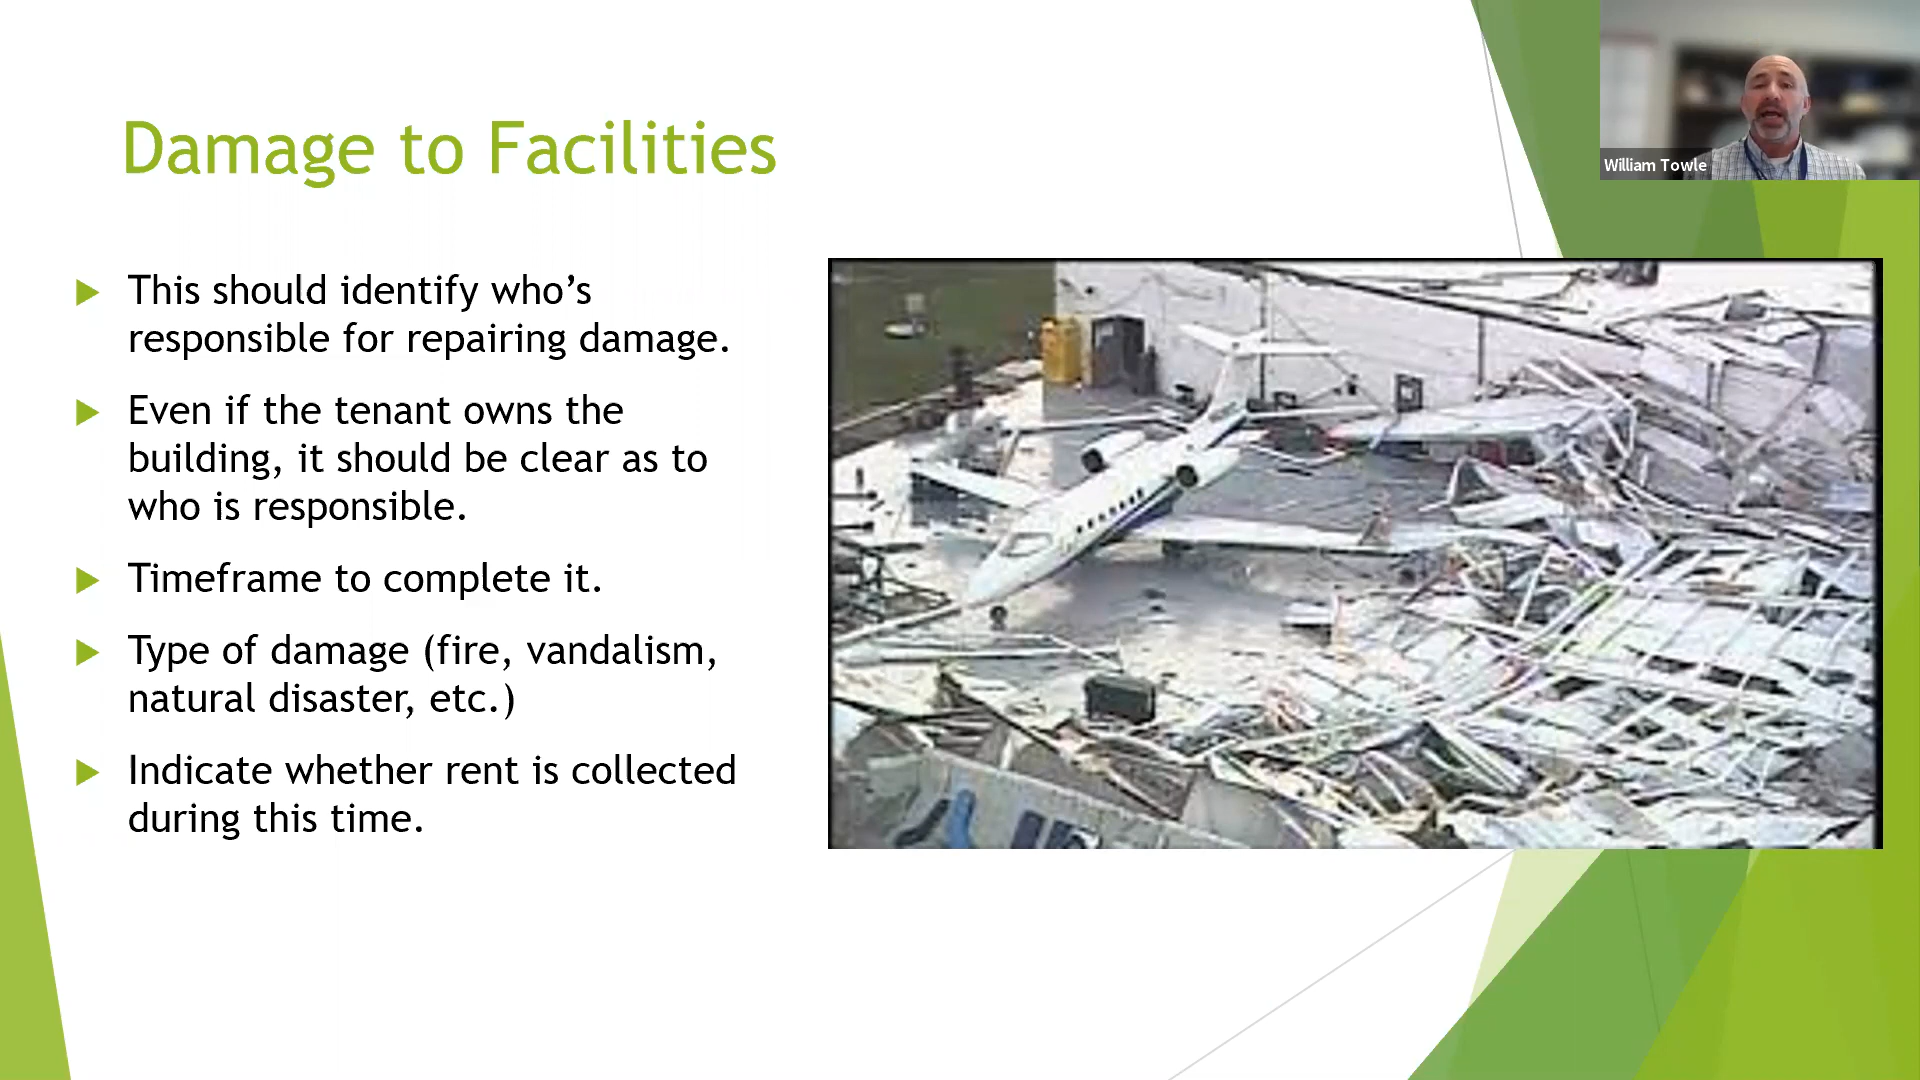 Damage to Facilities
William Towle
This should identify who’s
responsible for repairing damage.
Even if the tenant owns the
building, it should be clear as to
who is responsible.
Timeframe to complete it.
Type of damage (fire, vandalism,
natural disaster, etc.)
Indicate whether rent is collected
during this time.